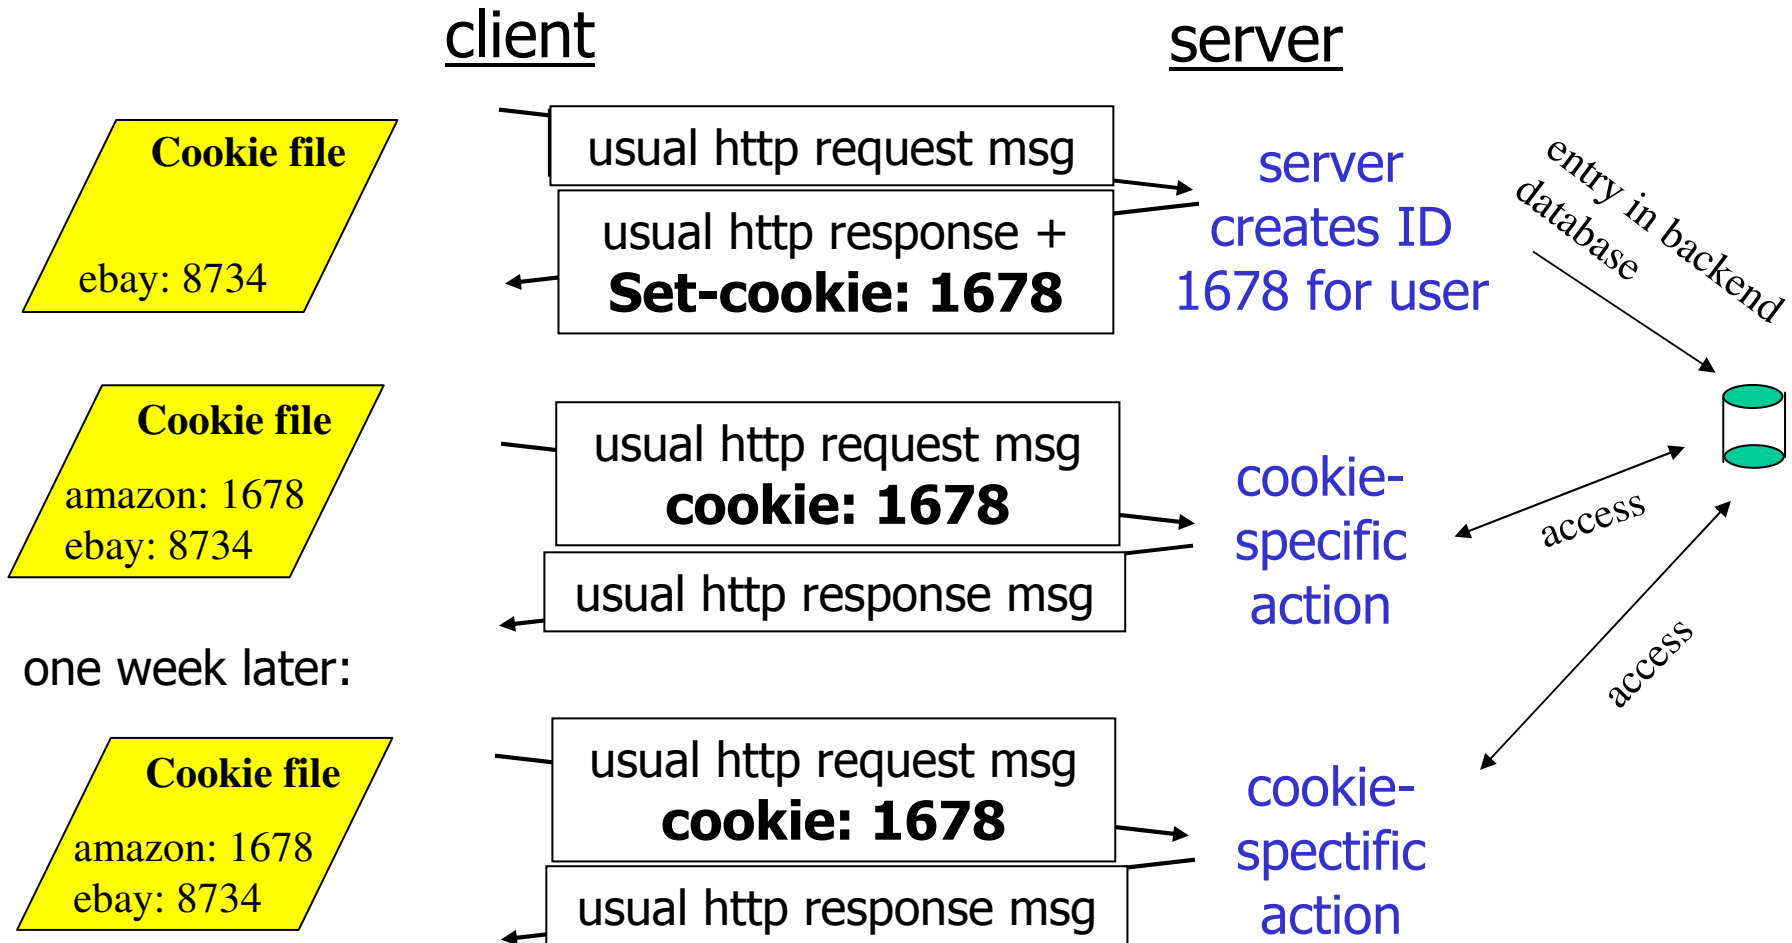 client
server
Cookie file
ebay: 8734
usual http request msg
usual http response +
Set-cookie: 1678
server
creates ID
1678 for user
entry in backend
database
Cookie file
amazon: 1678
ebay: 8734
usual http request msg
cookie: 1678
usual http response msg
cookie-
specific
action
access
access
one week later:
Cookie file
amazon: 1678
ebay: 8734
usual http request msg
cookie: 1678
usual http response msg
cookie-
spectific
action